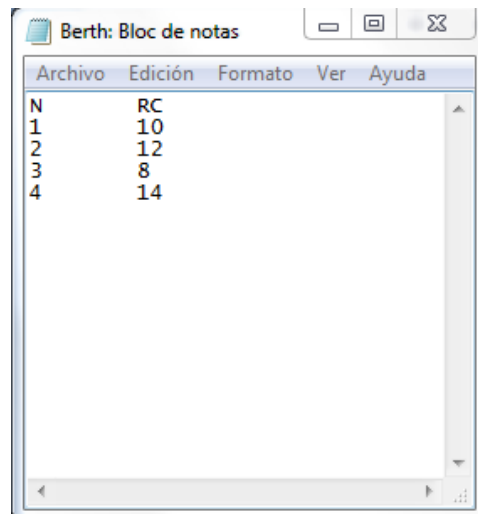 Berth: Bloc de notas
Archivo Edición Formato Ver Ayuda
N RC
1 10
2 12
3 8
4 14